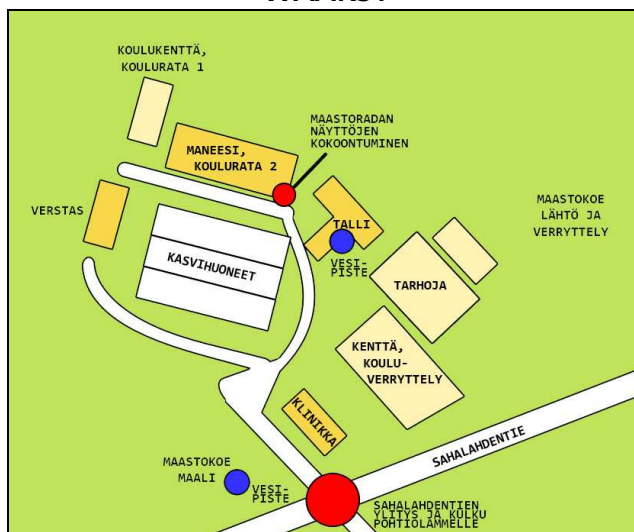 KOULUKENTTÄ,
KOULURATA 1
MAASTORADAN
NÄYTTÖJEN
KOKOONTUMINEN
MANEESI,
KOULURATA 2
VERSTAS
TALLI
VESI-
PISTE
MAASTOKOE
LÄHTÖ JA
VERRYTTELY
KASVIHUONEET
TARHOJA
KENTTÄ,
KOULU-
VERRYTTELY
KLINIKKA
SAHALAHDENTIE
MAASTOKOE
MAALI
VESI-
PISTE
SAHALAHDENTIEN
YLITYS JA KULKU
POHTIOLAMMELLE